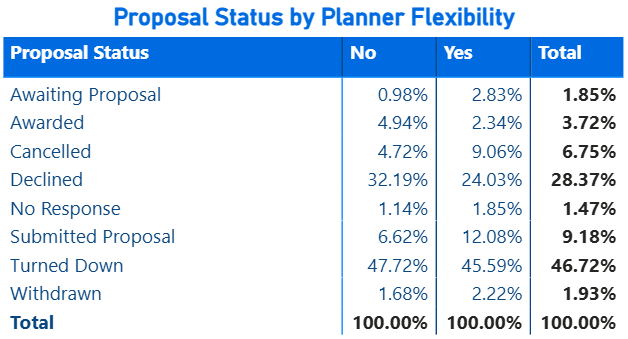 Proposal Status by Planner Flexibility
Proposal Status No Yes Total
Awaiting Proposal 0.98% 2.83% 1.85%
Awarded 4.94% 2.34% 3.72%
Cancelled 4.72% 9.06% 6.75%
Declined 32.19% 24.03% 28.37%
No Response 1.14% 1.85% 1.47%
Submitted Proposal 6.62% 12.08% 9.18%
Turned Down 47.72% 45.59% 46.72%
Withdrawn 1.68% 2.22% 1.93%
Total 100.00% 100.00% 100.00%